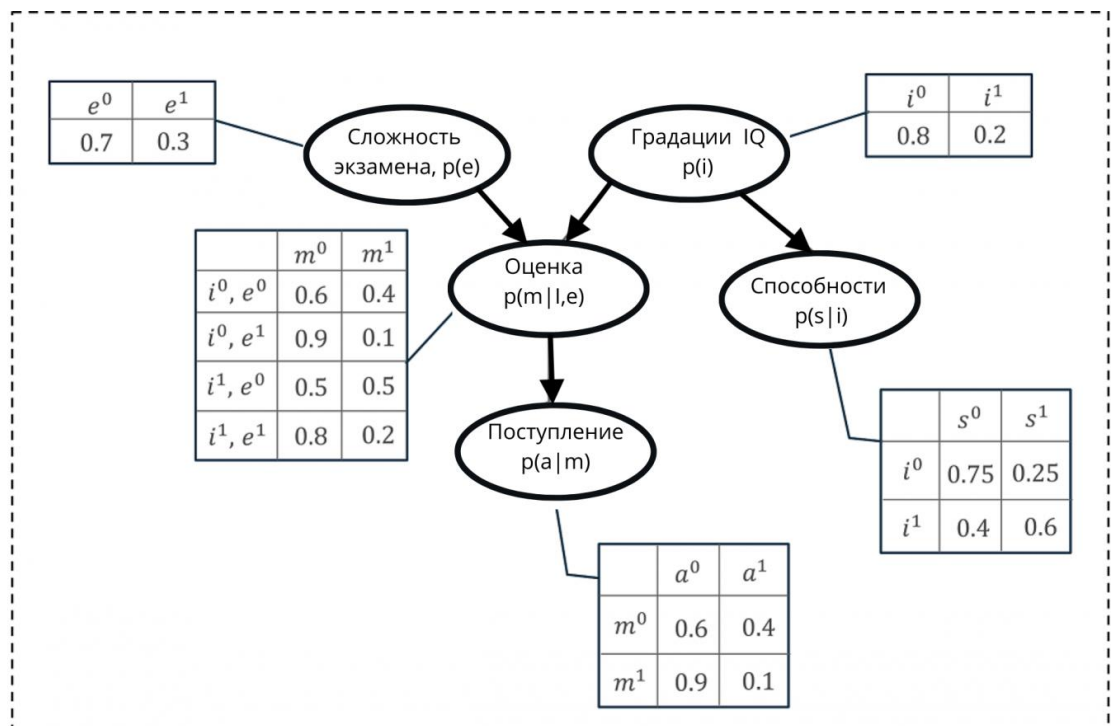 e⁰ e¹
0.7 0.3
Сложность
экзамена, p(e)
Градации IQ
p(i)
i⁰ i¹
0.8 0.2
m⁰ m¹
i⁰, e⁰ 0.6 0.4
i⁰, e¹ 0.9 0.1
i¹, e⁰ 0.5 0.5
i¹, e¹ 0.8 0.2
Оценка
p(m|I,e)
Способности
p(s|i)
Поступление
p(a|m)
s⁰ s¹
i⁰ 0.75 0.25
i¹ 0.4 0.6
a⁰ a¹
m⁰ 0.6 0.4
m¹ 0.9 0.1